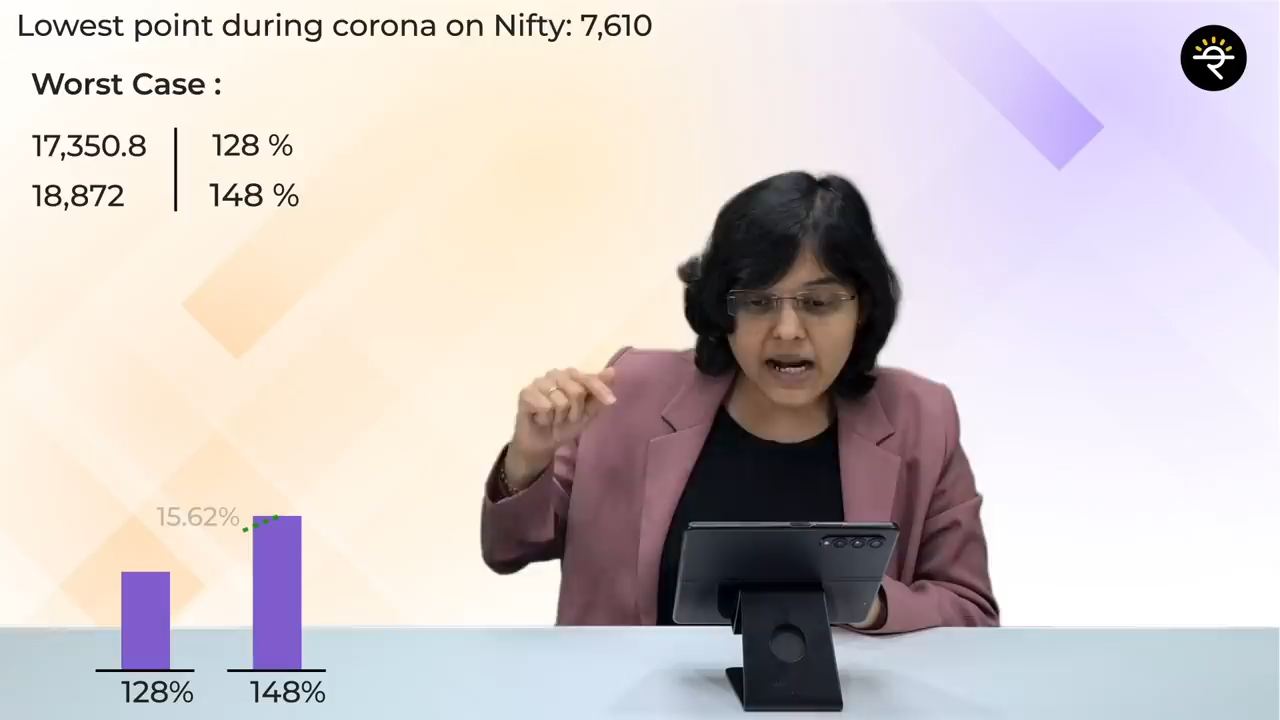 Lowest point during corona on Nifty: 7,610
Worst Case :
17,350.8 128 %
18,872 148 %
15.62%
128% 148%